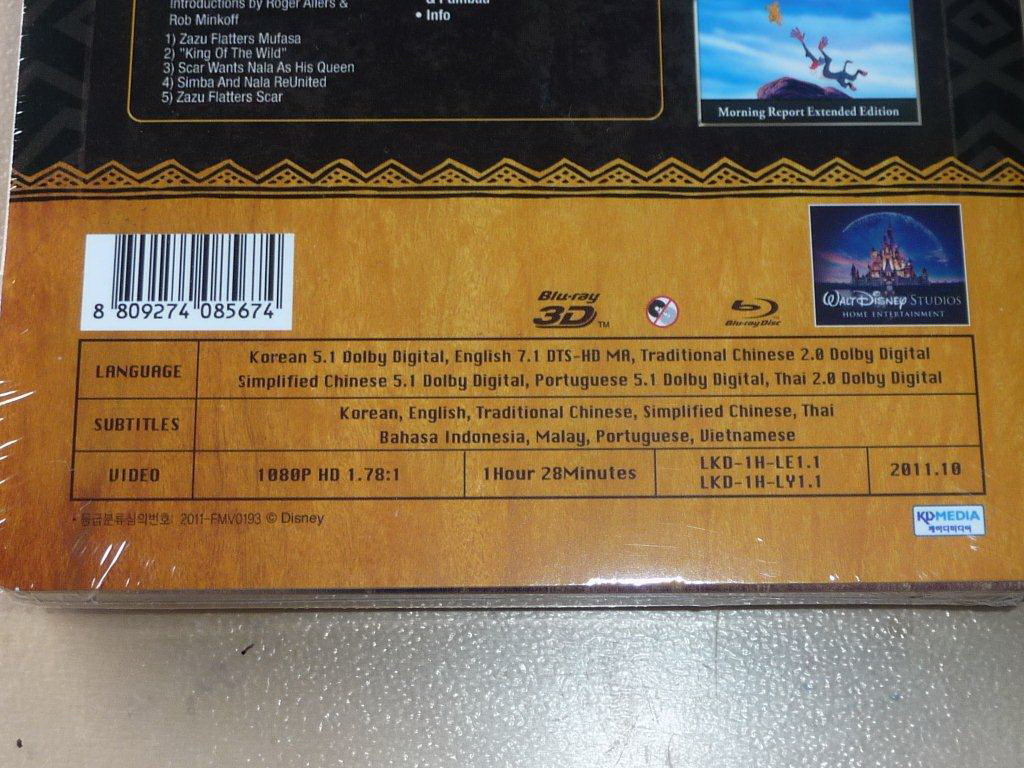 Introductions by Roger Allers &
Rob Minkoff
1) Zazu Flatters Mufasa
2) "King Of The Wild"
3) Scar Wants Nala As His Queen
4) Simba And Nala ReUnited
5) Zazu Flatters Scar
& Pumbaa
• Info
Morning Report Extended Edition
8 809274 085674
Blu-ray
3D™
Blu-ray Disc
WALT DISNEY STUDIOS
HOME ENTERTAINMENT
LANGUAGE
Korean 5.1 Dolby Digital, English 7.1 DTS-HD MA, Traditional Chinese 2.0 Dolby Digital
Simplified Chinese 5.1 Dolby Digital, Portuguese 5.1 Dolby Digital, Thai 2.0 Dolby Digital
SUBTITLES
Korean, English, Traditional Chinese, Simplified Chinese, Thai
Bahasa Indonesia, Malay, Portuguese, Vietnamese
VIDEO
1080P HD 1.78:1
1Hour 28Minutes
LKD-1H-LE1.1
LKD-1H-LY1.1
2011.10
• 등급분류심의번호: 2011-FMV0193 © Disney
KDMEDIA
케이디미디어